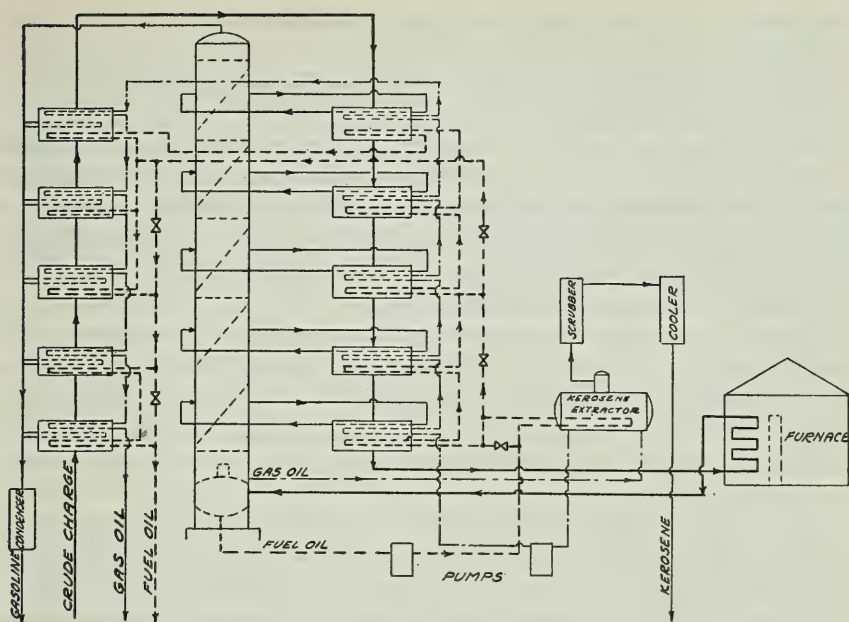 SCRUBBER
COOLER
KEROSENE
EXTRACTOR
FURNACE
GAS OIL
FUEL OIL
PUMPS
KEROSENE
CONDENSER
GASOLINE
CRUDE CHARGE
GAS OIL
FUEL OIL